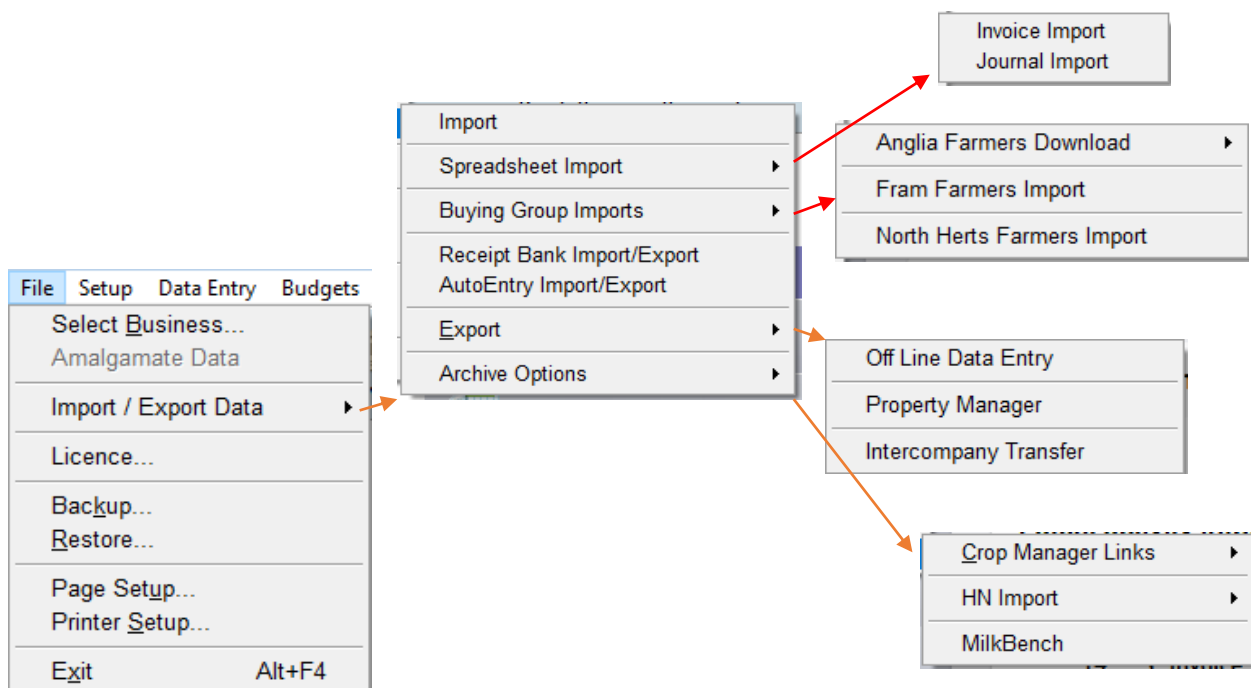 File Setup Data Entry Budgets
Select Business...
Amalgamate Data
Import / Export Data
Licence...
Backup...
Restore...
Page Setup...
Printer Setup...
Exit Alt+F4
Import
Spreadsheet Import
Buying Group Imports
Receipt Bank Import/Export
AutoEntry Import/Export
Export
Archive Options
Invoice Import
Journal Import
Anglia Farmers Download
Fram Farmers Import
North Herts Farmers Import
Off Line Data Entry
Property Manager
Intercompany Transfer
Crop Manager Links
HN Import
MilkBench